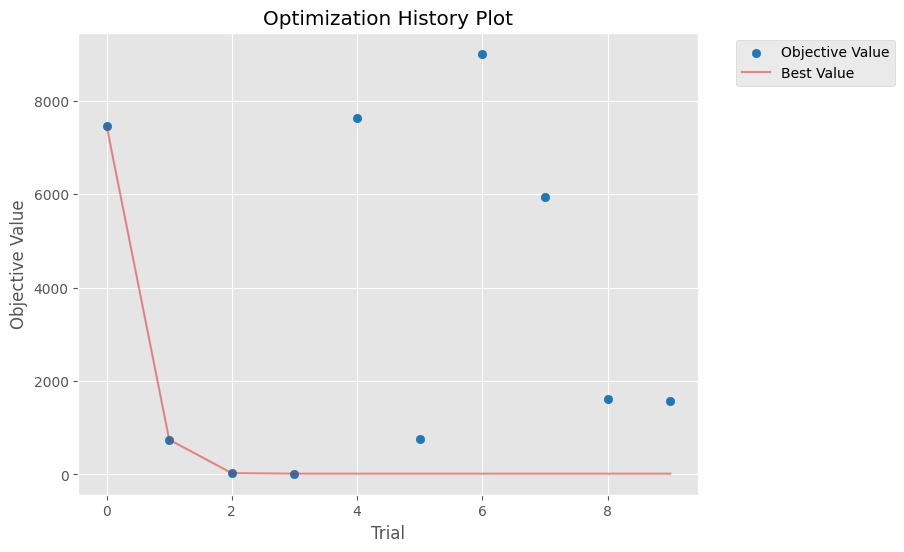 Optimization History Plot
Objective Value
Best Value
Objective Value
8000
6000
4000
2000
0
0 2 4 6 8
Trial